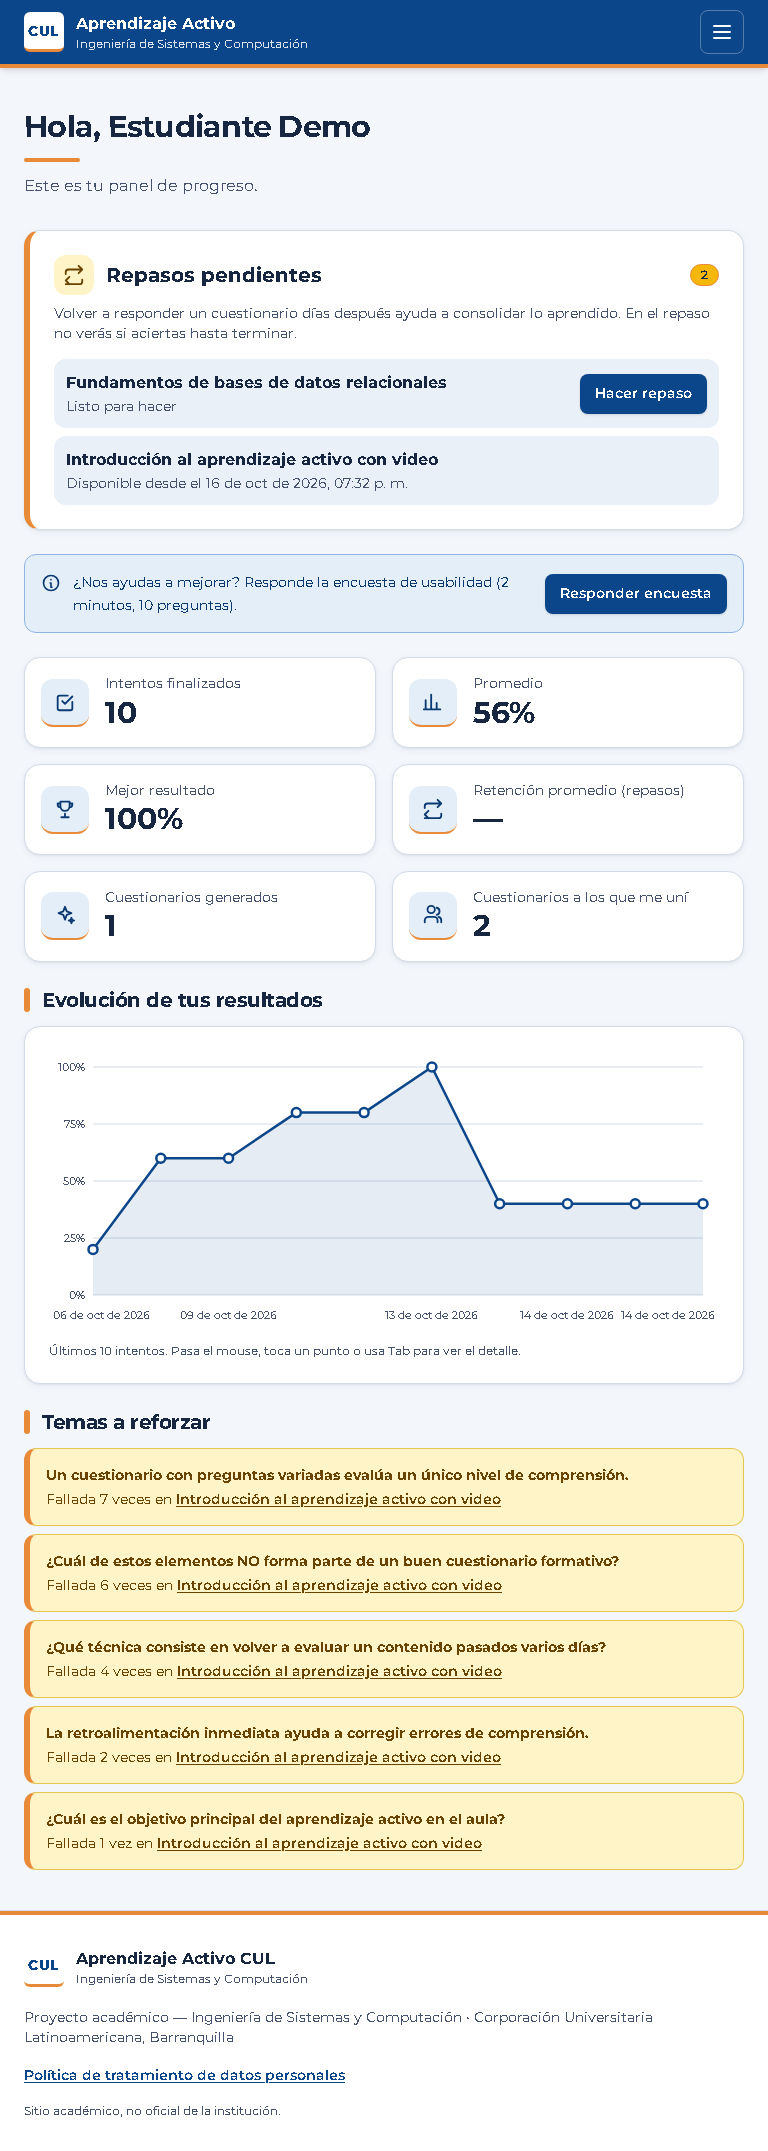 CUL
Aprendizaje Activo
Ingeniería de Sistemas y Computación
Hola, Estudiante Demo
Este es tu panel de progreso.
Repasos pendientes
2
Volver a responder un cuestionario días después ayuda a consolidar lo aprendido. En el repaso
no verás si aciertas hasta terminar.
Fundamentos de bases de datos relacionales
Listo para hacer
Hacer repaso
Introducción al aprendizaje activo con video
Disponible desde el 16 de oct de 2026, 07:32 p. m.
¿Nos ayudas a mejorar? Responde la encuesta de usabilidad (2
minutos, 10 preguntas).
Responder encuesta
Intentos finalizados
10
Promedio
56%
Mejor resultado
100%
Retención promedio (repasos)
—
Cuestionarios generados
1
Cuestionarios a los que me uní
2
Evolución de tus resultados
100%
75%
50%
25%
0%
06 de oct de 2026 09 de oct de 2026 13 de oct de 2026 14 de oct de 2026 14 de oct de 2026
Últimos 10 intentos. Pasa el mouse, toca un punto o usa Tab para ver el detalle.
Temas a reforzar
Un cuestionario con preguntas variadas evalúa un único nivel de comprensión.
Fallada 7 veces en Introducción al aprendizaje activo con video
¿Cuál de estos elementos NO forma parte de un buen cuestionario formativo?
Fallada 6 veces en Introducción al aprendizaje activo con video
¿Qué técnica consiste en volver a evaluar un contenido pasados varios días?
Fallada 4 veces en Introducción al aprendizaje activo con video
La retroalimentación inmediata ayuda a corregir errores de comprensión.
Fallada 2 veces en Introducción al aprendizaje activo con video
¿Cuál es el objetivo principal del aprendizaje activo en el aula?
Fallada 1 vez en Introducción al aprendizaje activo con video
CUL
Aprendizaje Activo CUL
Ingeniería de Sistemas y Computación
Proyecto académico — Ingeniería de Sistemas y Computación · Corporación Universitaria
Latinoamericana, Barranquilla
Política de tratamiento de datos personales
Sitio académico, no oficial de la institución.